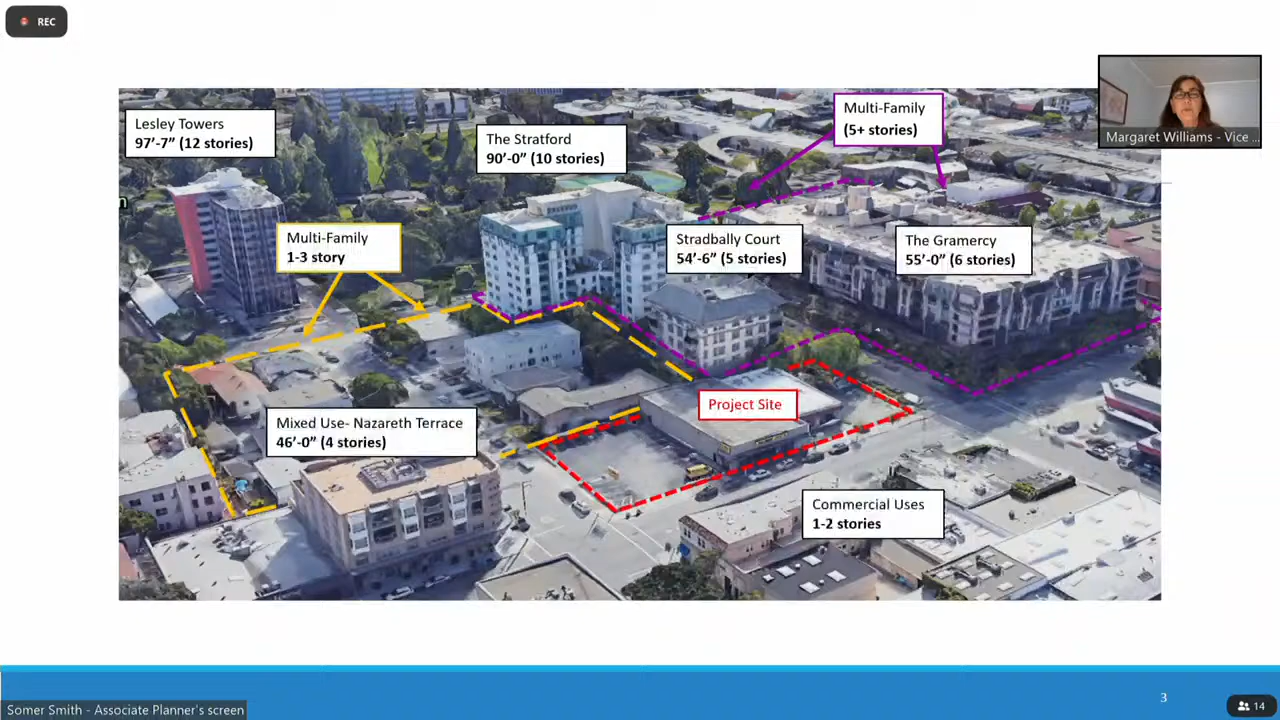 REC
Lesley Towers
97'-7" (12 stories)
The Stratford
90'-0" (10 stories)
Multi-Family
(5+ stories)
Margaret Williams - Vice ...
n
Multi-Family
1-3 story
Stradbally Court
54'-6" (5 stories)
The Gramercy
55'-0" (6 stories)
Project Site
Mixed Use- Nazareth Terrace
46'-0" (4 stories)
Commercial Uses
1-2 stories
3
Somer Smith - Associate Planner's screen
14